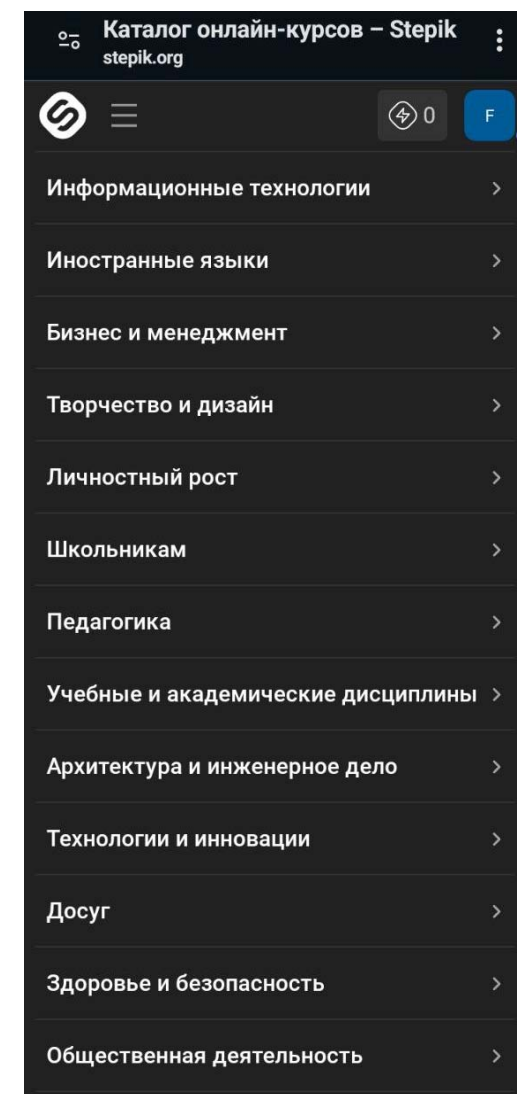 Каталог онлайн-курсов – Stepik
stepik.org
0
F
Информационные технологии
Иностранные языки
Бизнес и менеджмент
Творчество и дизайн
Личностный рост
Школьникам
Педагогика
Учебные и академические дисциплины
Архитектура и инженерное дело
Технологии и инновации
Досуг
Здоровье и безопасность
Общественная деятельность